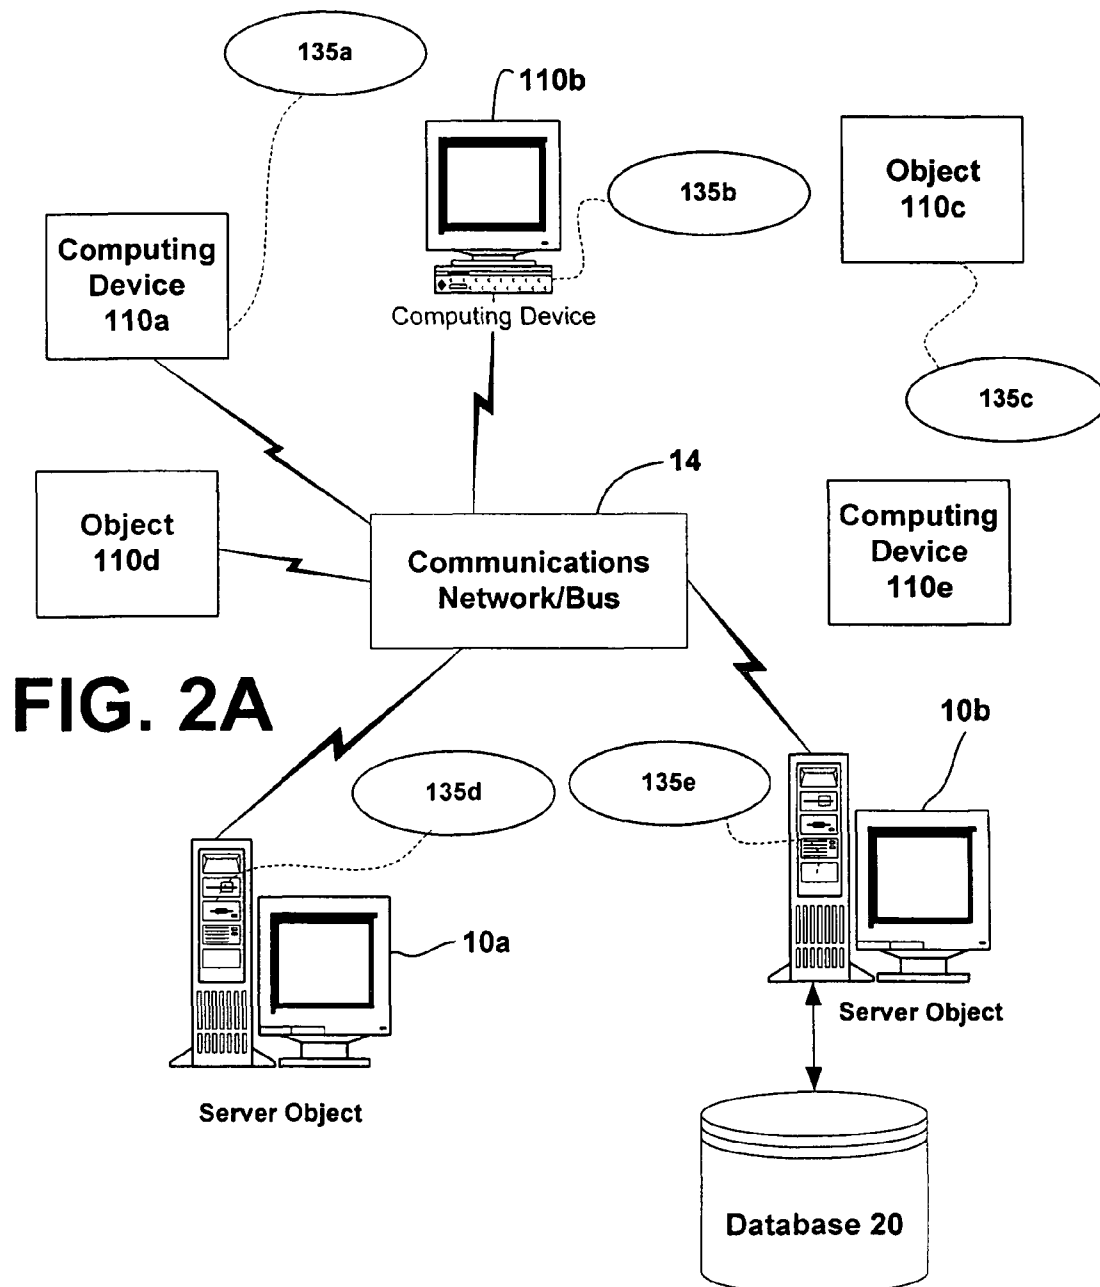 135a
110b
135b
Object
110c
Computing
Device
110a
Computing Device
135c
14
Object
110d
Communications
Network/Bus
Computing
Device
110e
FIG. 2A
10b
135d
135e
10a
Server Object
Server Object
Database 20